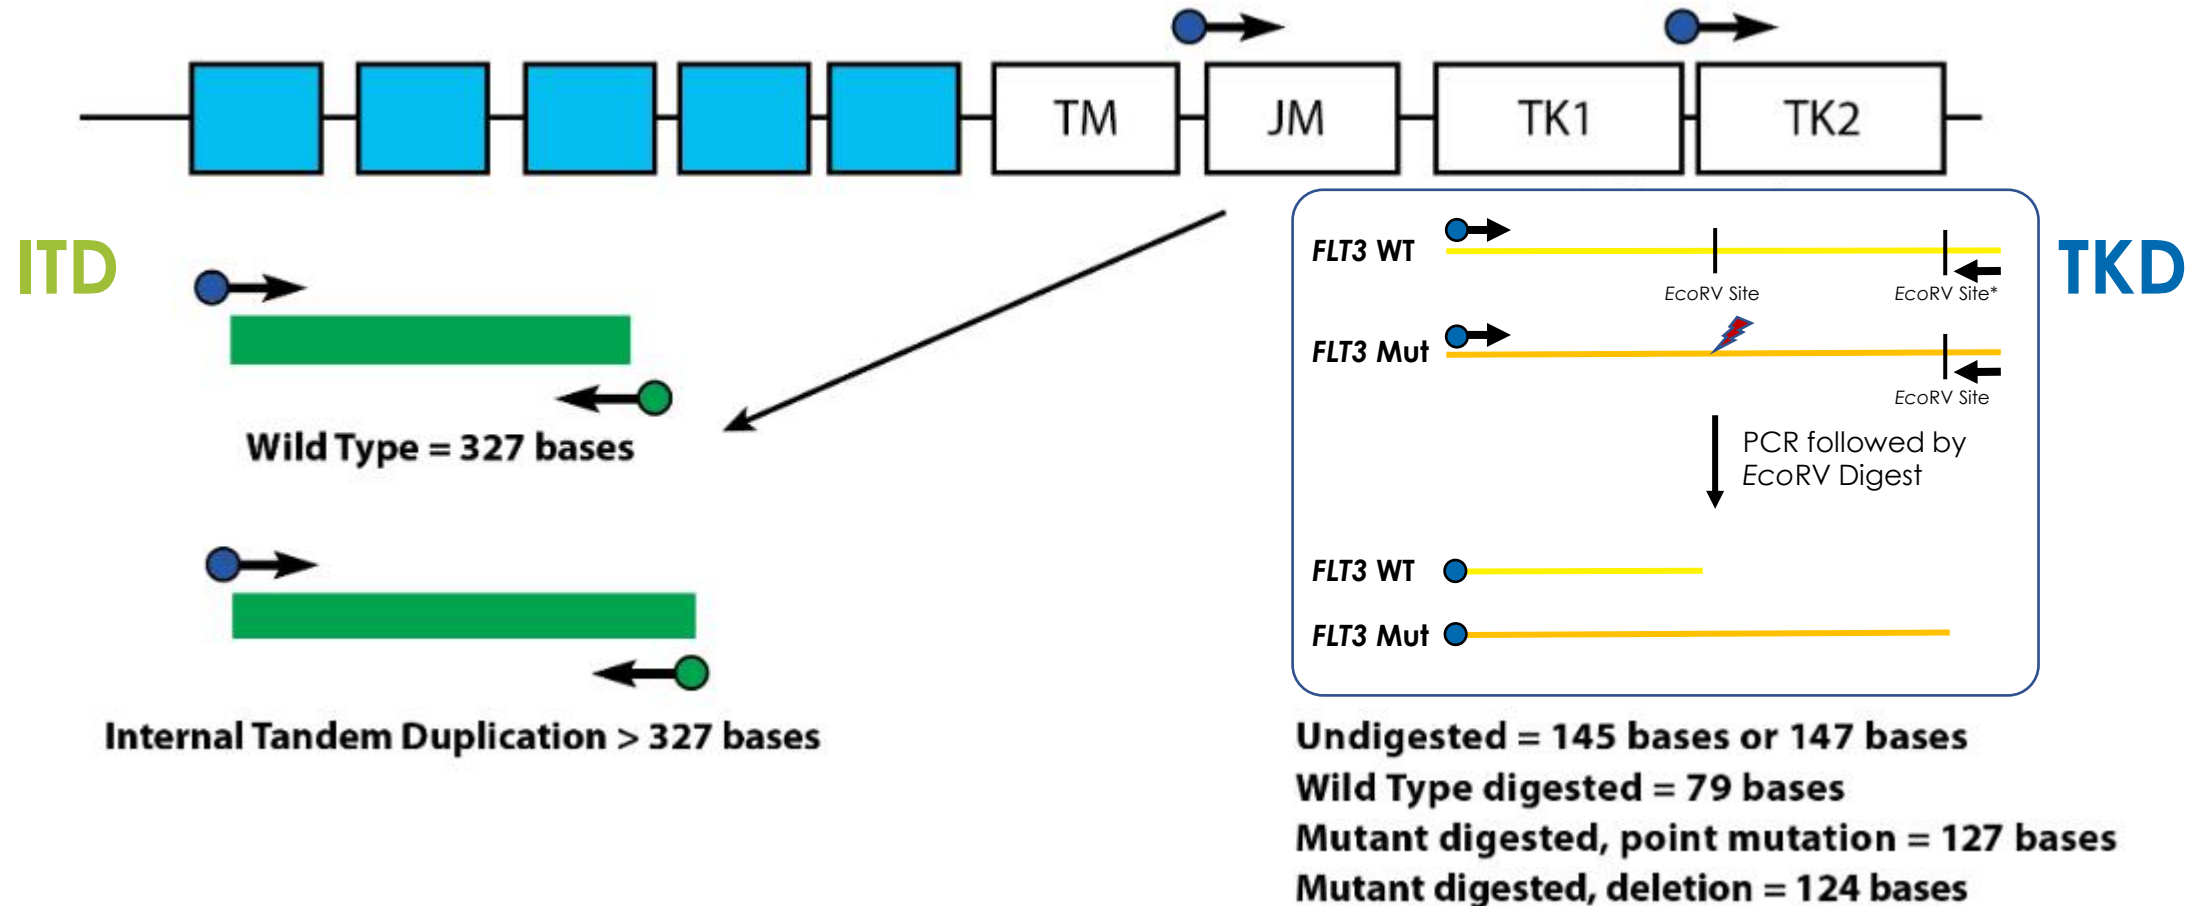 TM
JM
TK1
TK2
ITD
Wild Type = 327 bases
Internal Tandem Duplication > 327 bases
TKD
FLT3 WT
EcoRV Site
EcoRV Site*
FLT3 Mut
EcoRV Site
PCR followed by
EcoRV Digest
FLT3 WT
FLT3 Mut
Undigested = 145 bases or 147 bases
Wild Type digested = 79 bases
Mutant digested, point mutation = 127 bases
Mutant digested, deletion = 124 bases